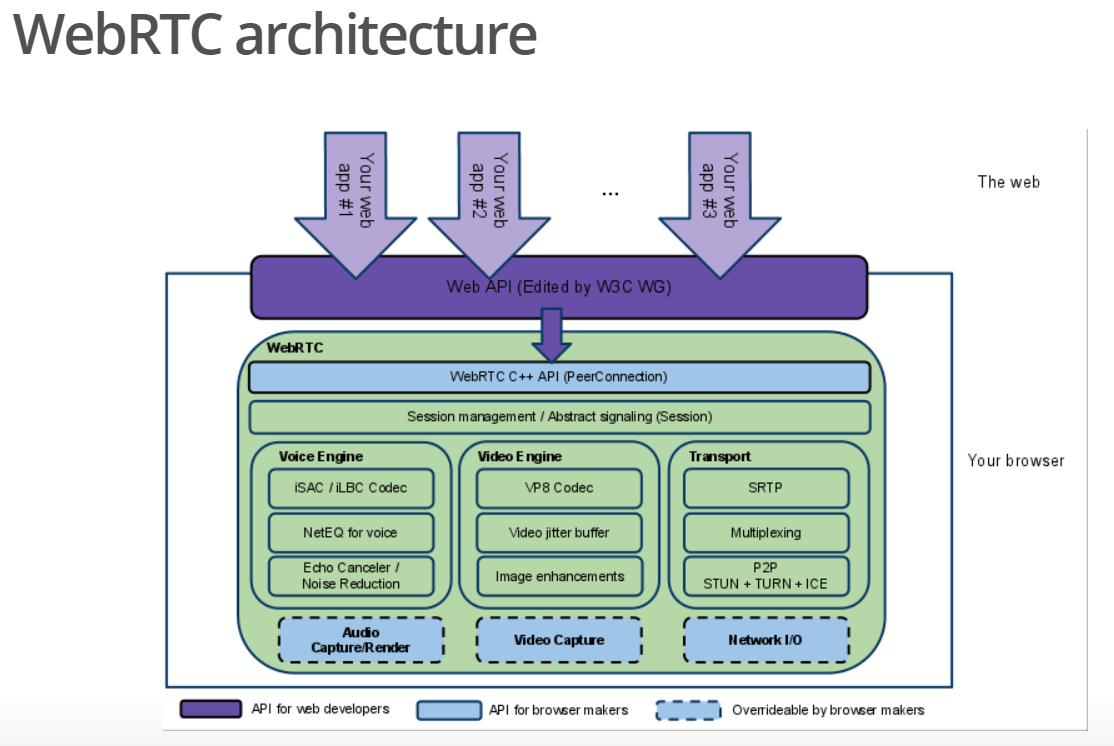 WebRTC architecture
Your web
app #1
Your web
app #2
...
Your web
app #3
The web
Web API (Edited by W3C WG)
WebRTC
WebRTC C++ API (PeerConnection)
Session management / Abstract signaling (Session)
Your browser
Voice Engine
iSAC / iLBC Codec
NetEQ for voice
Echo Canceler /
Noise Reduction
Video Engine
VP8 Codec
Video jitter buffer
Image enhancements
Transport
SRTP
Multiplexing
P2P
STUN + TURN + ICE
Audio
Capture/Render
Video Capture
Network I/O
API for web developers
API for browser makers
Overrideable by browser makers